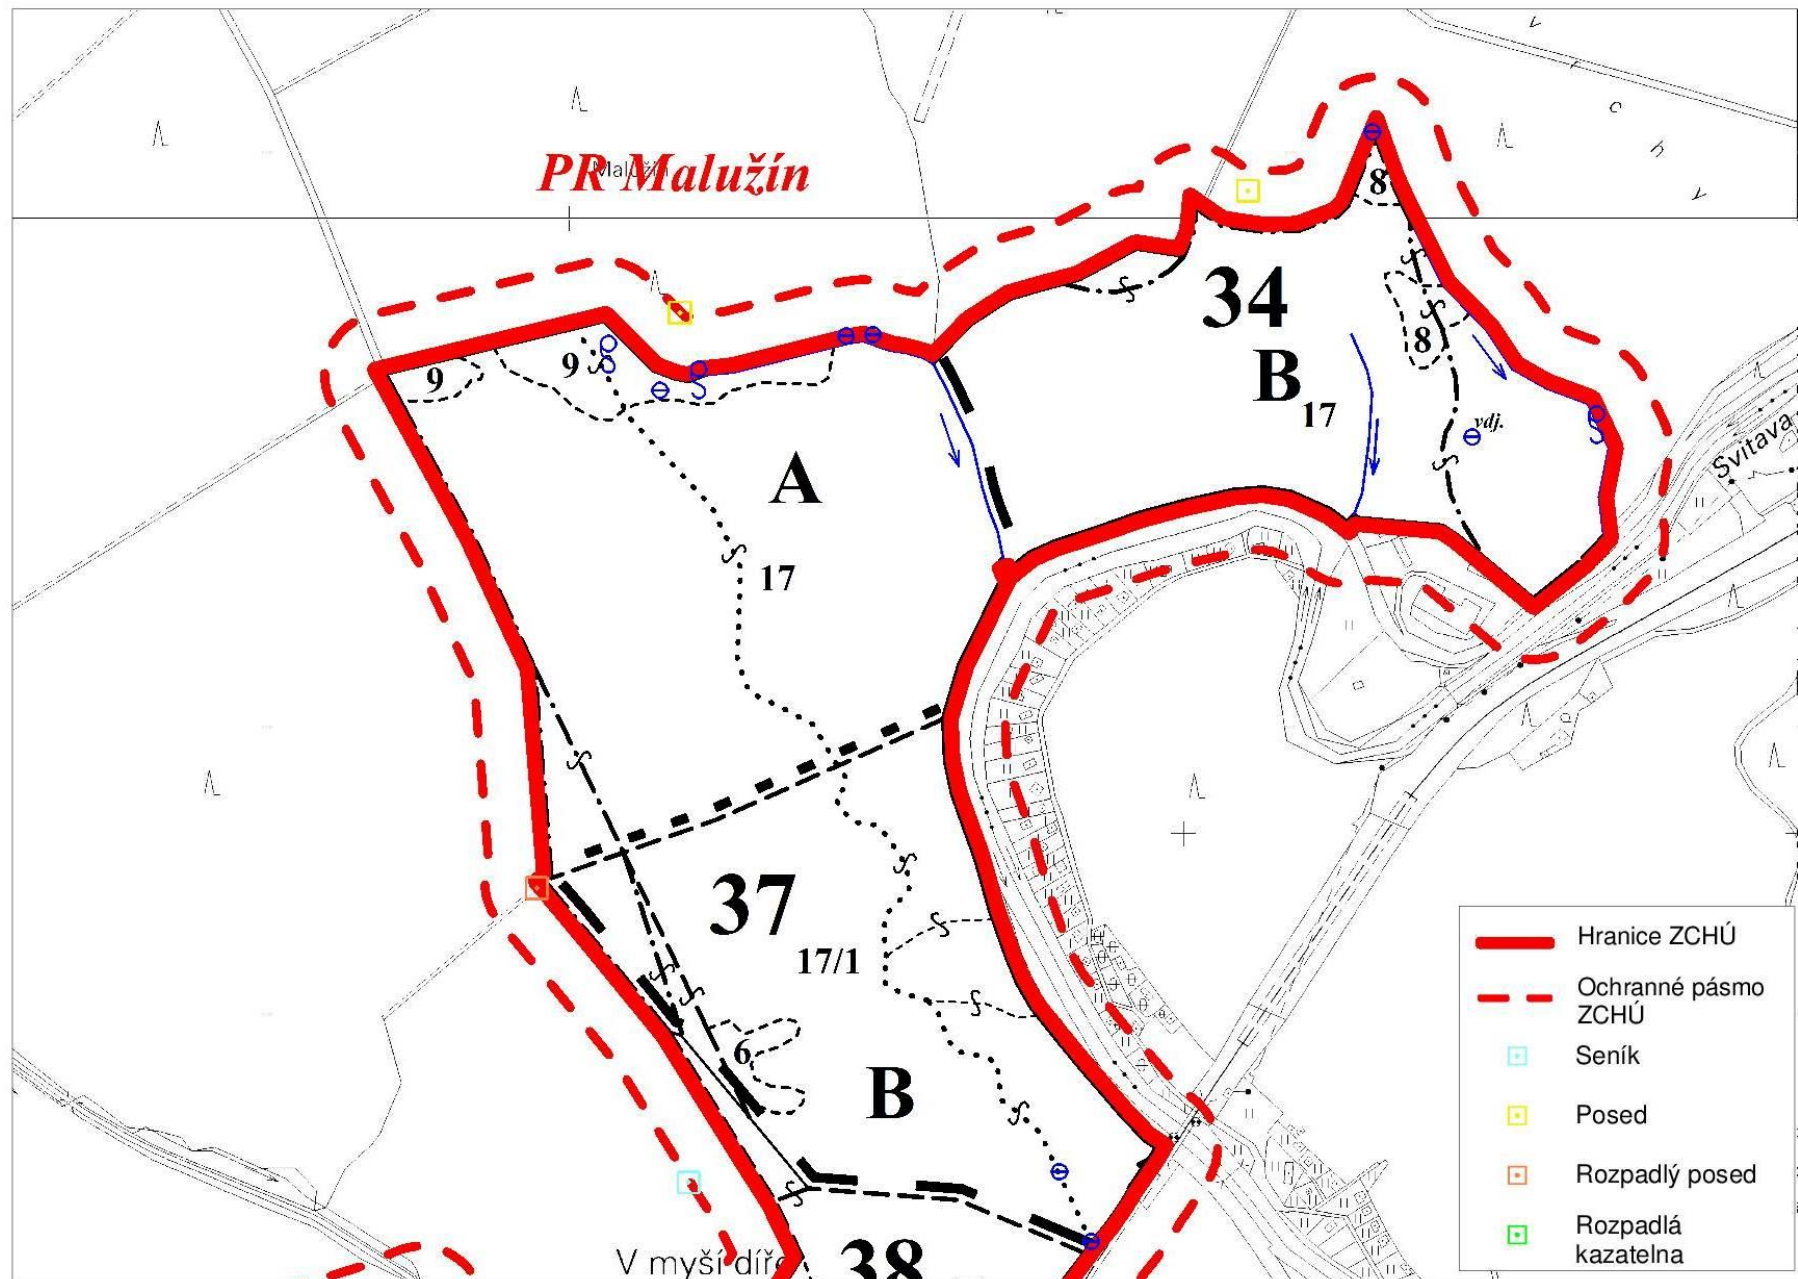 v
r
c
h
y
PR Malužín
Malužín
8
34
9
9
8
B
17
vdj.
Svitava
A
17
37
17/1
6
B
V myší díře
38
Hranice ZCHÚ
Ochranné pásmo
ZCHÚ
Seník
Posed
Rozpadlý posed
Rozpadlá
kazatelna